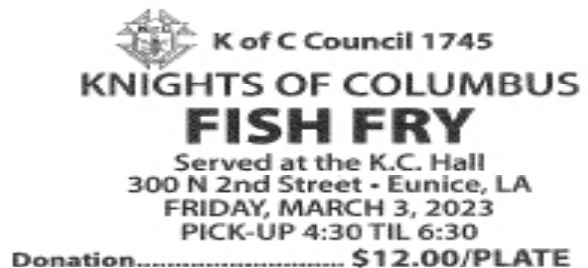 K of C Council 1745
KNIGHTS OF COLUMBUS
FISH FRY
Served at the K.C. Hall
300 N 2nd Street - Eunice, LA
FRIDAY, MARCH 3, 2023
PICK-UP 4:30 TIL 6:30
Donation........................... $12.00/PLATE